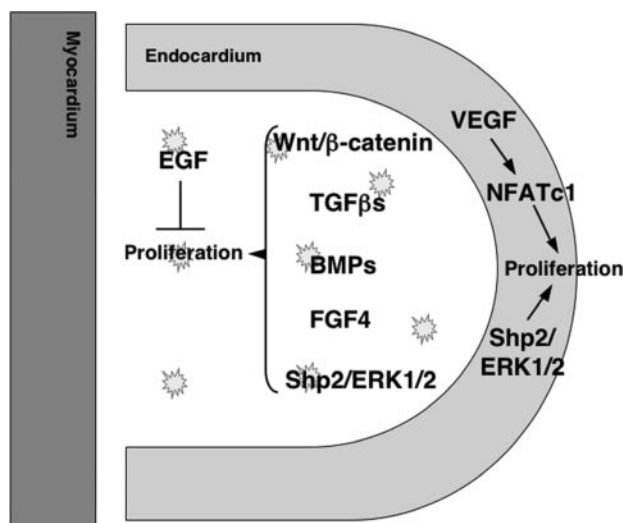 Myocardium
Endocardium
EGF
Proliferation
Wnt/β-catenin
TGFβs
BMPs
FGF4
Shp2/ERK1/2
VEGF
NFATc1
Proliferation
Shp2/
ERK1/2